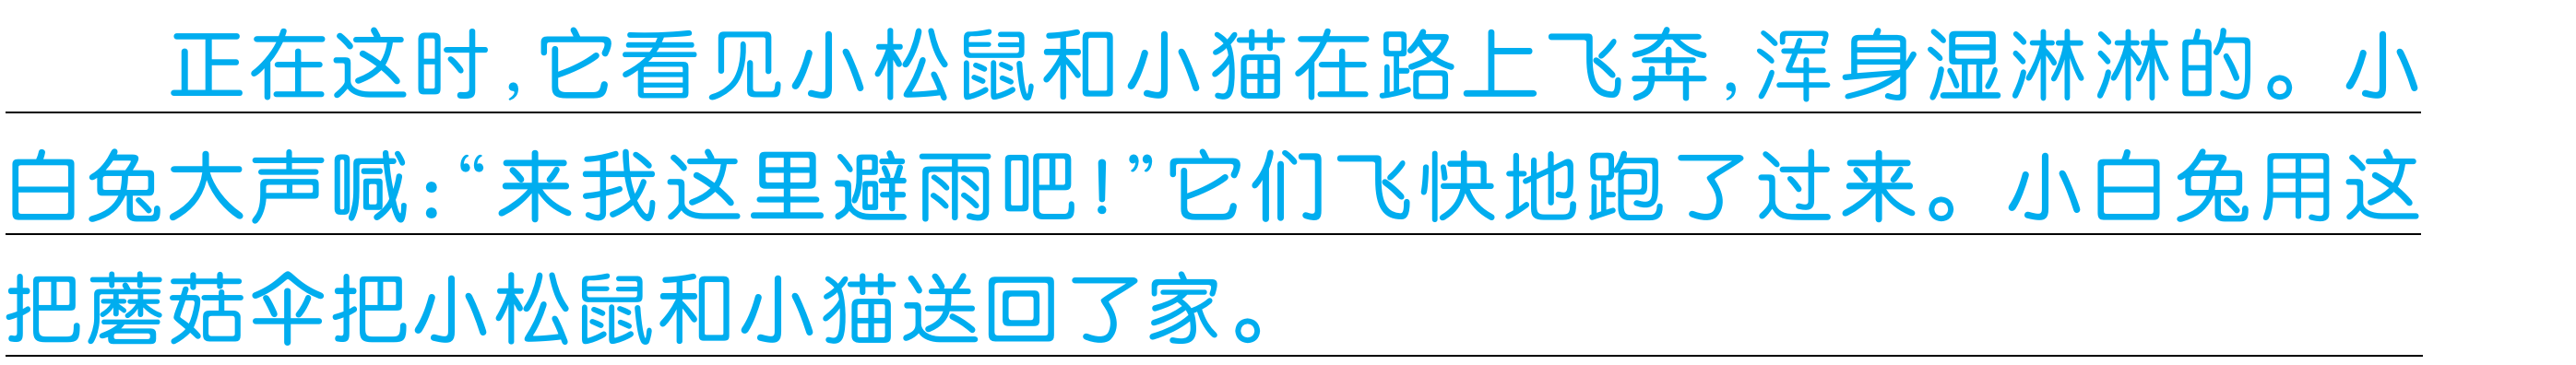 正在这时,它看见小松鼠和小猫在路上飞奔,浑身湿淋淋的。小
白兔大声喊:“来我这里避雨吧!”它们飞快地跑了过来。小白兔用这
把蘑菇伞把小松鼠和小猫送回了家。